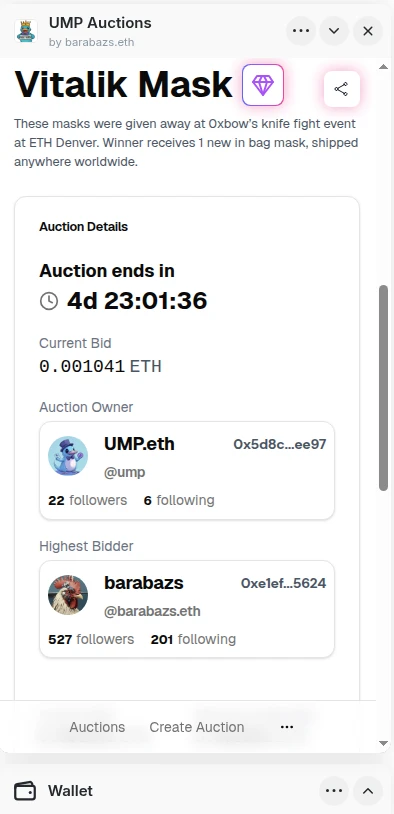 UMP Auctions
by barabazs.eth
Vitalik Mask
These masks were given away at 0xbow's knife fight event
at ETH Denver. Winner receives 1 new in bag mask, shipped
anywhere worldwide.
Auction Details
Auction ends in
4d 23:01:36
Current Bid
0.001041 ETH
Auction Owner
UMP.eth 0x5d8c...ee97
@ump
22 followers 6 following
Highest Bidder
barabazs 0xe1ef...5624
@barabazs.eth
527 followers 201 following
Auctions Create Auction
Wallet